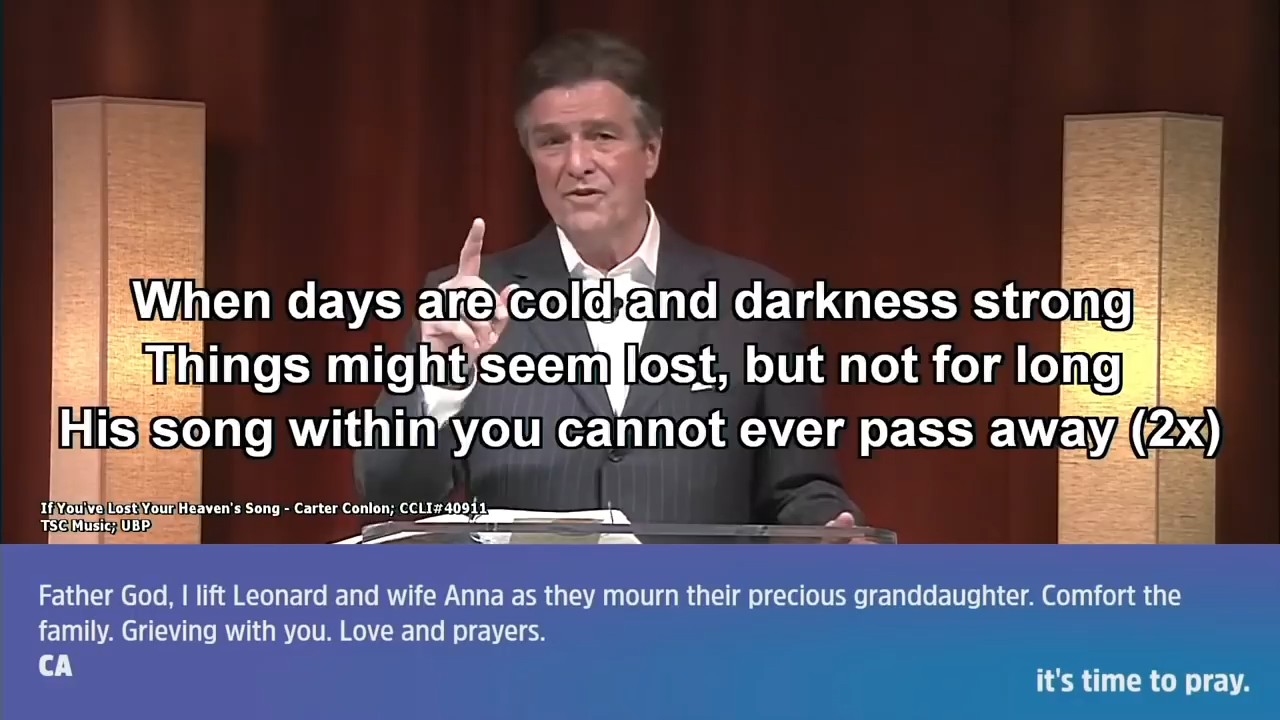 When days are cold and darkness strong
Things might seem lost, but not for long
His song within you cannot ever pass away (2x)
If You've Lost Your Heaven's Song - Carter Conlon; CCLI#40911
TSC Music; UBP
Father God, I lift Leonard and wife Anna as they mourn their precious granddaughter. Comfort the
family. Grieving with you. Love and prayers.
CA
it's time to pray.